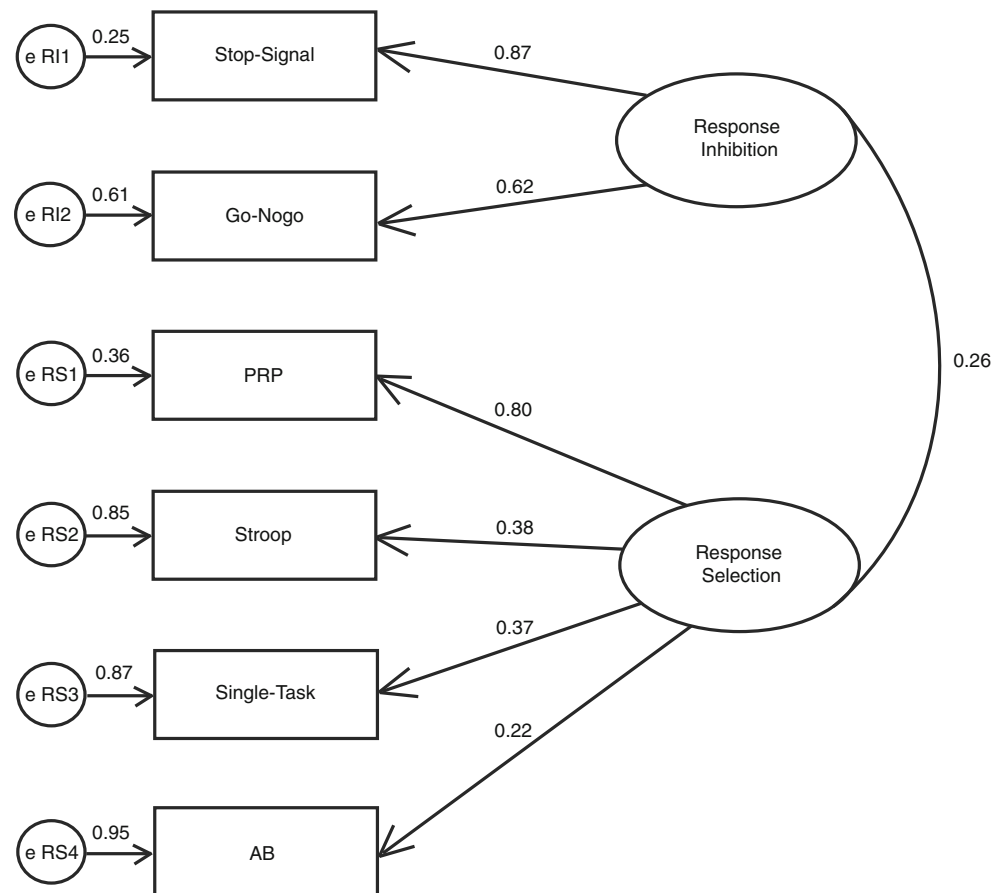 e RI1
0.25
Stop-Signal
0.87
Response
Inhibition
e RI2
0.61
Go-Nogo
0.62
e RS1
0.36
PRP
0.80
0.26
e RS2
0.85
Stroop
0.38
Response
Selection
e RS3
0.87
Single-Task
0.37
e RS4
0.95
AB
0.22